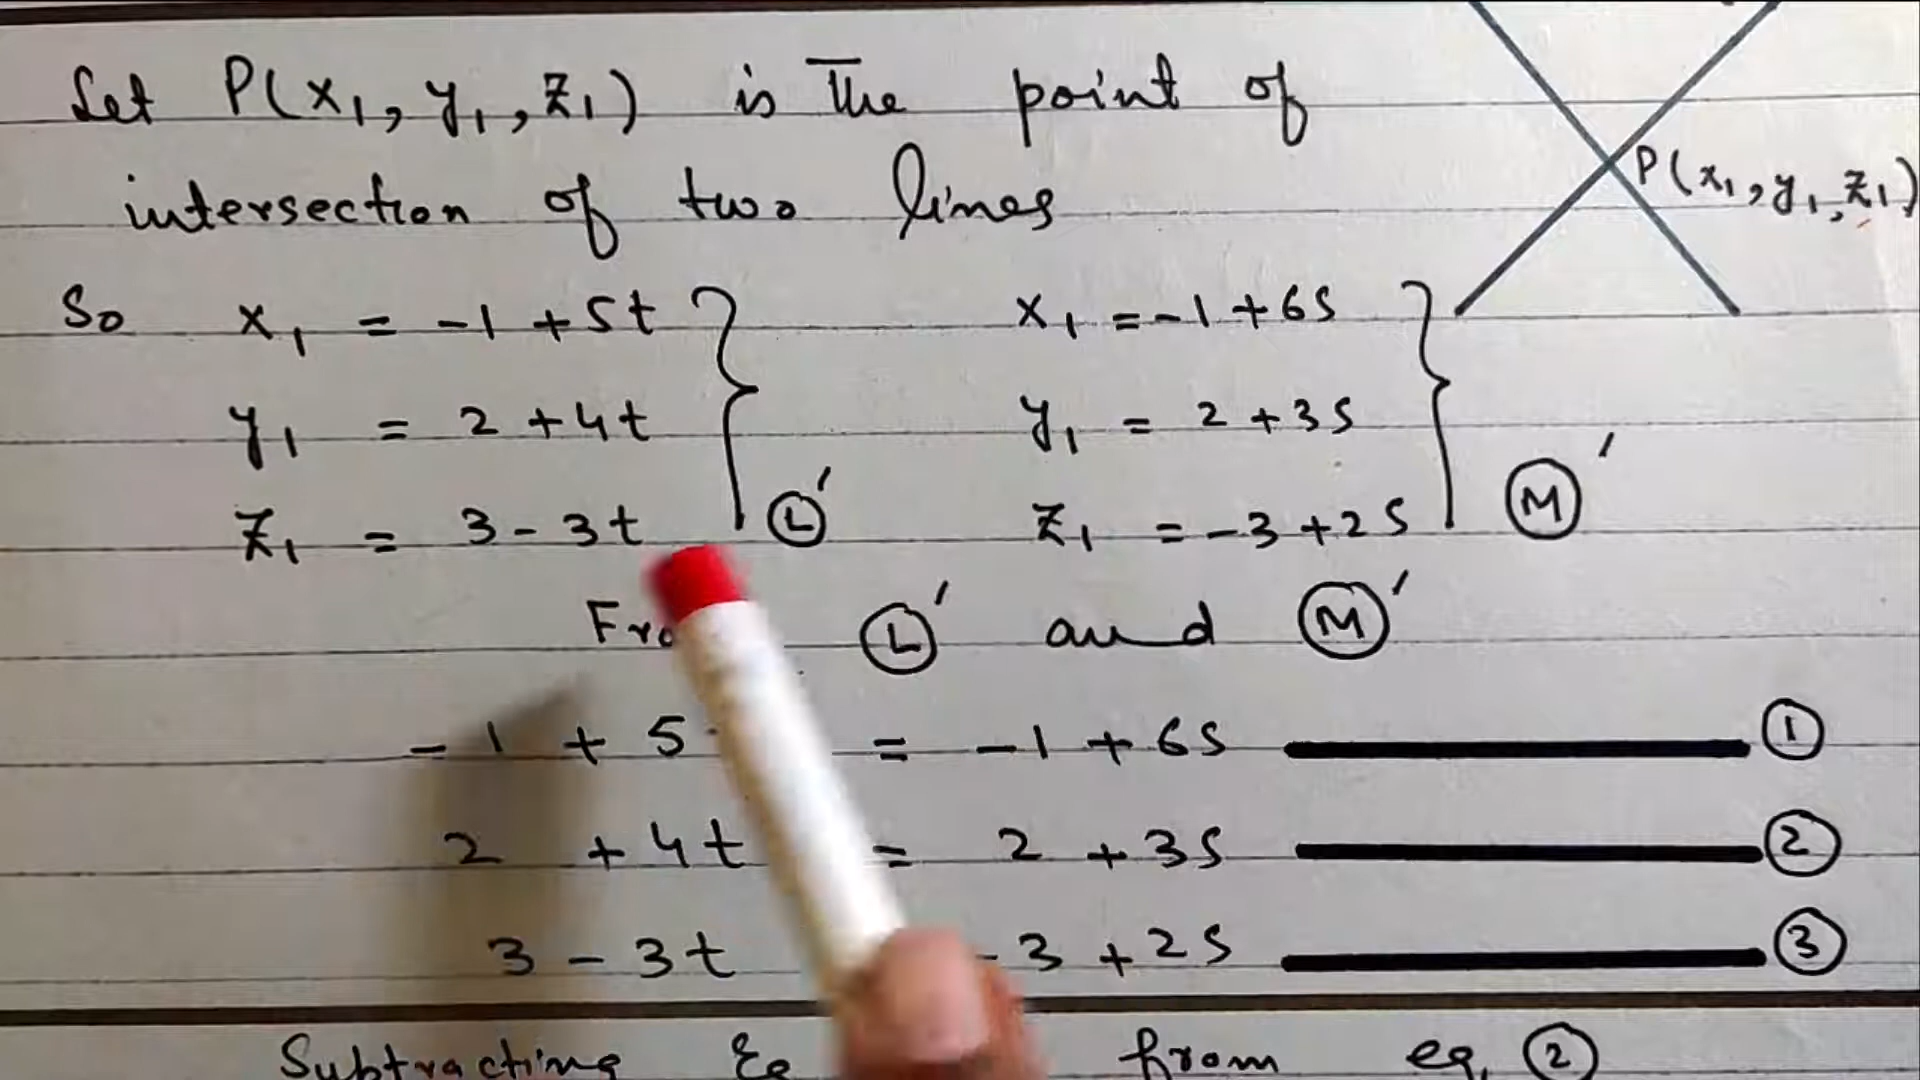 Let P(x₁, y₁, z₁) is the point of
intersection of two lines
P(x₁, y₁, z₁)
So x₁ = -1 + 5t x₁ = -1 + 6s
y₁ = 2 + 4t y₁ = 2 + 3s
z₁ = 3 - 3t L' z₁ = -3 + 2s M'
L' and M'
-1 + 5 = -1 + 6s 1
2 + 4t = 2 + 3s 2
3 - 3t -3 + 2s 3
Subtracting from eq. 2